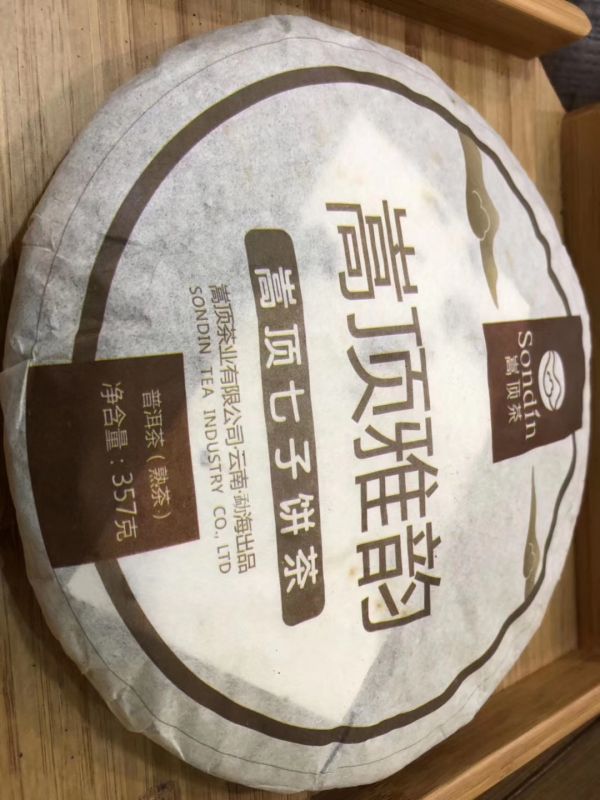 Sondin
嵩顶茶
嵩顶雅韵
嵩顶七子饼茶
嵩顶茶业有限公司云南勐海出品
SONDIN TEA INDUSTRY CO., LTD
普洱茶（熟茶）
净含量：357克